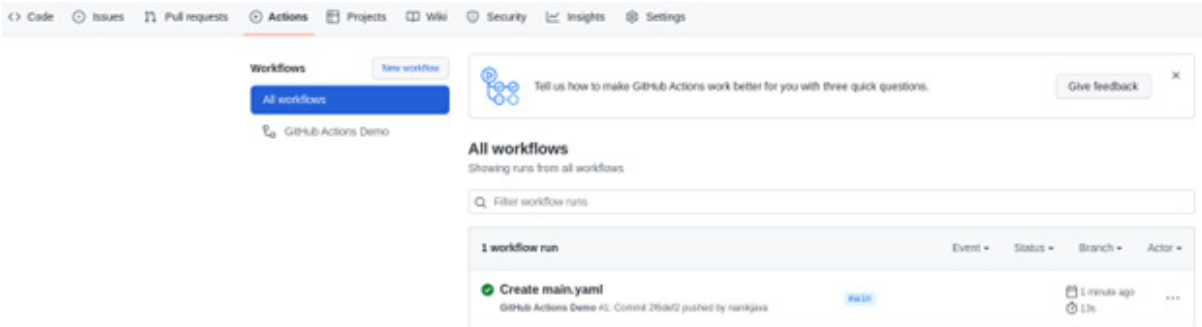 Code Issues Pull requests Actions Projects Wiki Security Insights Settings
Workflows New workflow
All workflows
GitHub Actions Demo
Tell us how to make GitHub Actions work better for you with three quick questions. Give feedback
All workflows
Showing runs from all workflows
Filter workflow runs
1 workflow run Event Status Branch Actor
Create main.yaml
GitHub Actions Demo #1: Commit pushed by nanikjava
main
1 minute ago
13s